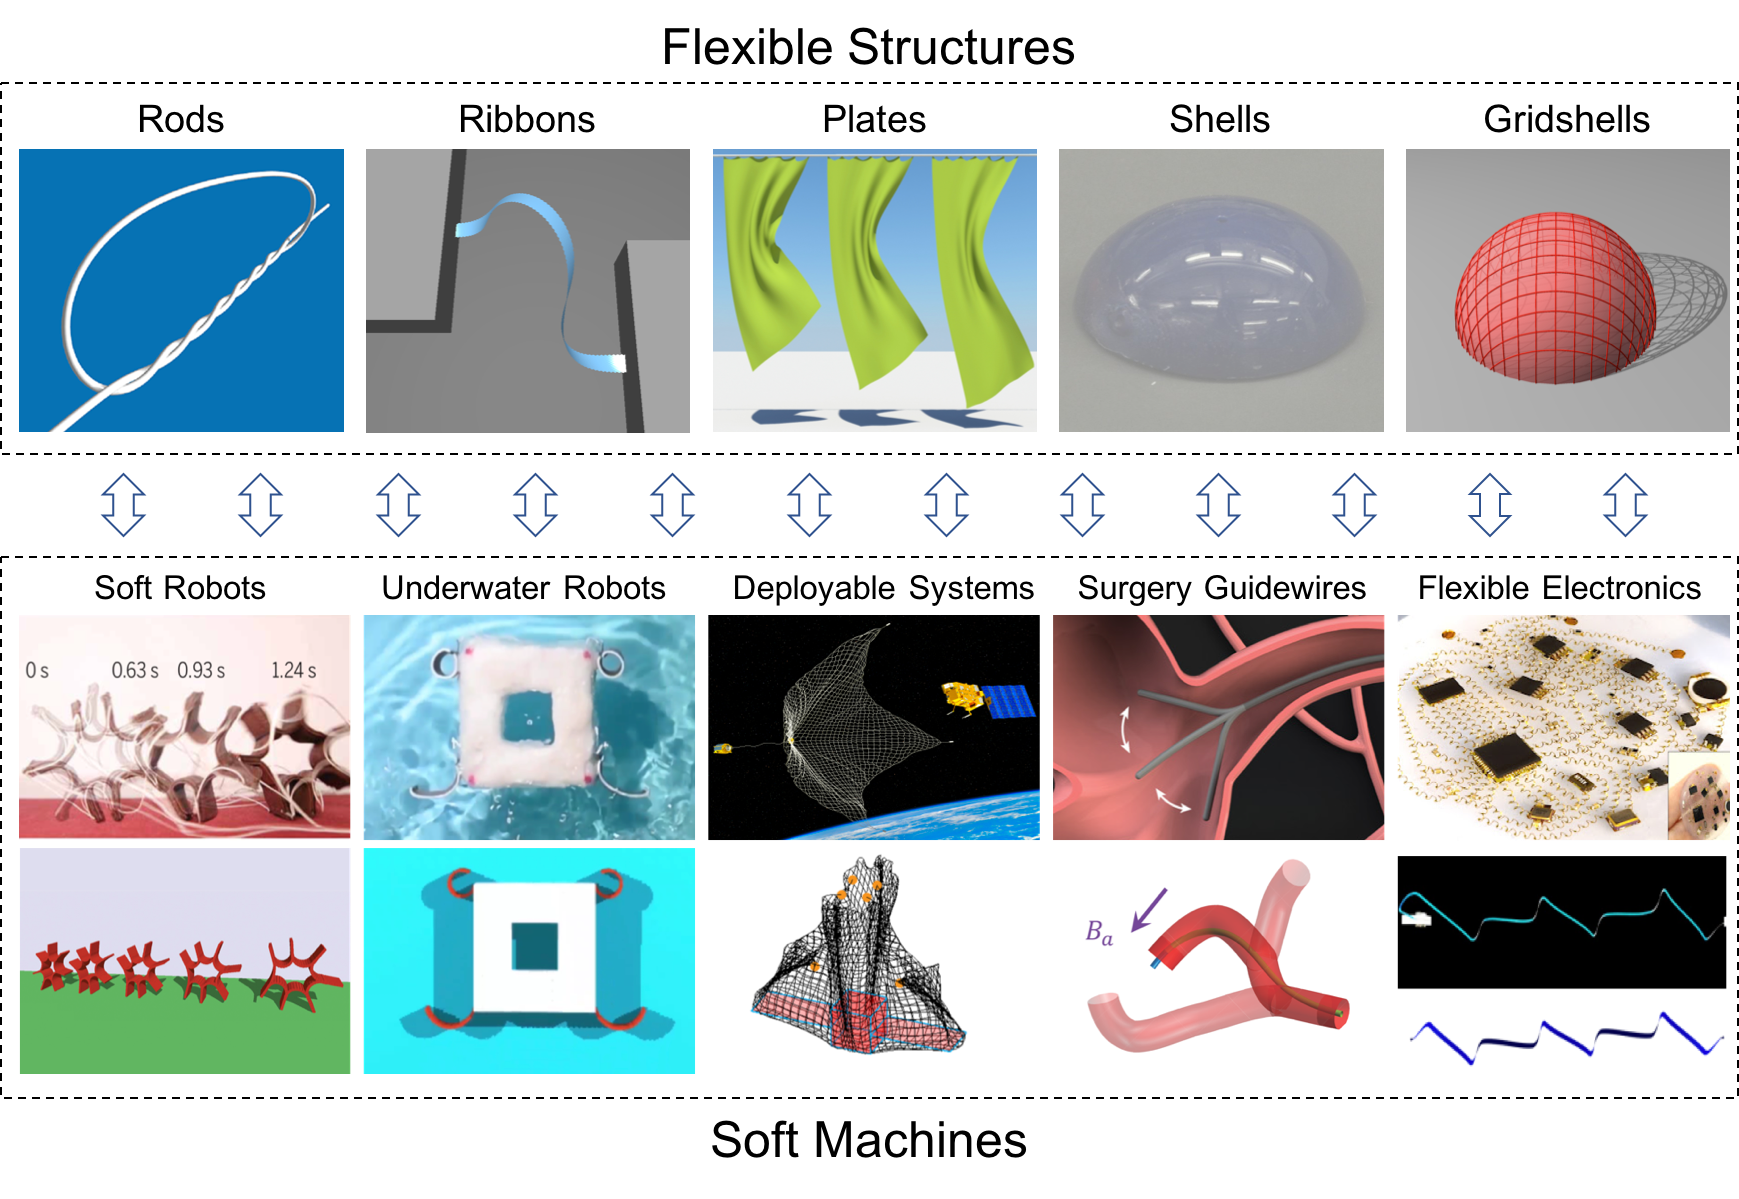 Flexible Structures
Rods
Ribbons
Plates
Shells
Gridshells
Soft Robots
Underwater Robots
Deployable Systems
Surgery Guidewires
Flexible Electronics
0 s
0.63 s
0.93 s
1.24 s
Ba
Soft Machines